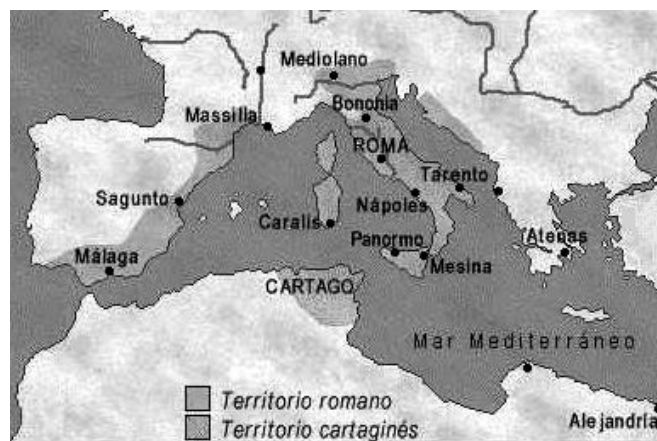 Mediolano
Bononia
Massilla
ROMA
Tarento
Sagunto
Nápoles
Caralis
Panormo
Atenas
Málaga
Mesina
CARTAGO
Mar Mediterráneo
Territorio romano
Alejandría
Territorio cartaginés